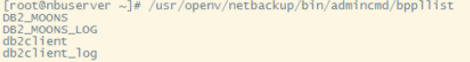 [root@nbuserver ~]# /usr/openv/netbackup/bin/admincmd/bppllist
DB2_MOONS
DB2_MOONS_LOG
db2client
db2client_log